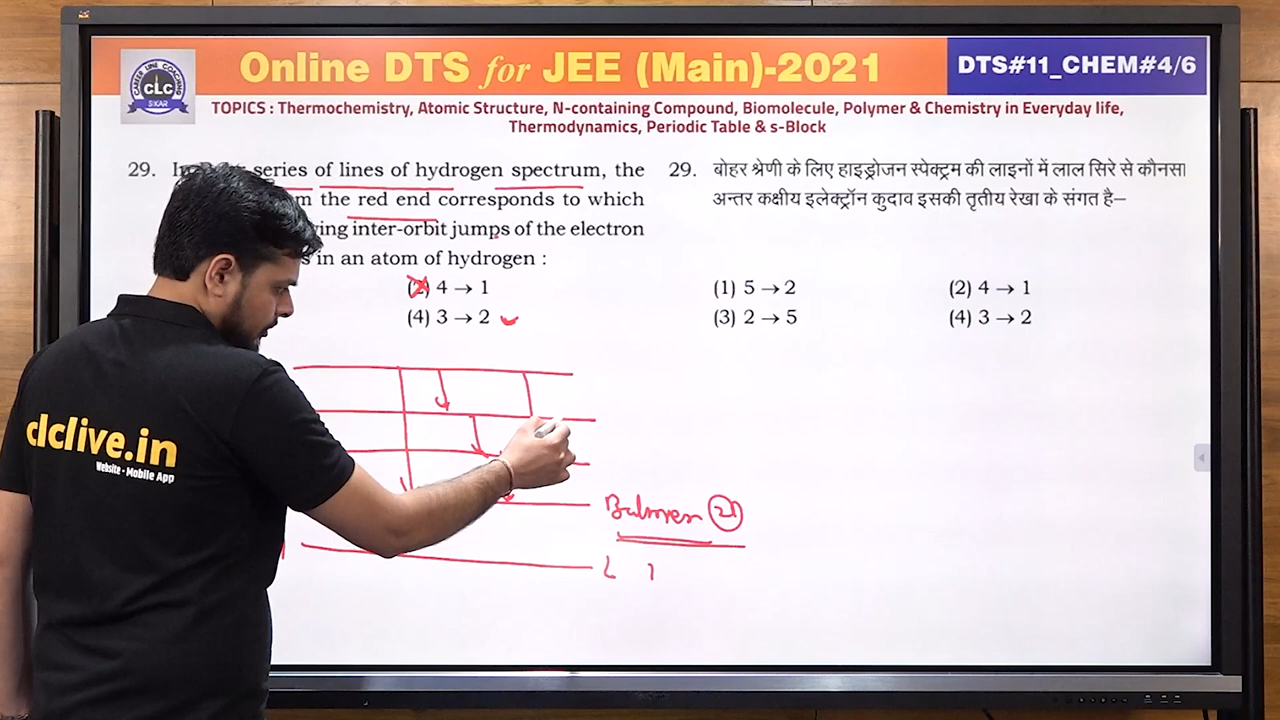 Online DTS for JEE (Main)-2021
DTS#11_CHEM#4/6
CAREER LINE COACHING
CLC
SIKAR
TOPICS : Thermochemistry, Atomic Structure, N-containing Compound, Biomolecule, Polymer & Chemistry in Everyday life,
Thermodynamics, Periodic Table & s-Block
29. In series of lines of hydrogen spectrum, the
the red end corresponds to which
inter-orbit jumps of the electron
in an atom of hydrogen :
(2) 4 → 1
(4) 3 → 2
29. बोहर श्रेणी के लिए हाइड्रोजन स्पेक्ट्रम की लाइनों में लाल सिरे से कौनसा
अन्तर कक्षीय इलेक्ट्रॉन कुदाव इसकी तृतीय रेखा के संगत है–
(1) 5 → 2
(2) 4 → 1
(3) 2 → 5
(4) 3 → 2
clclive.in
Website - Mobile App